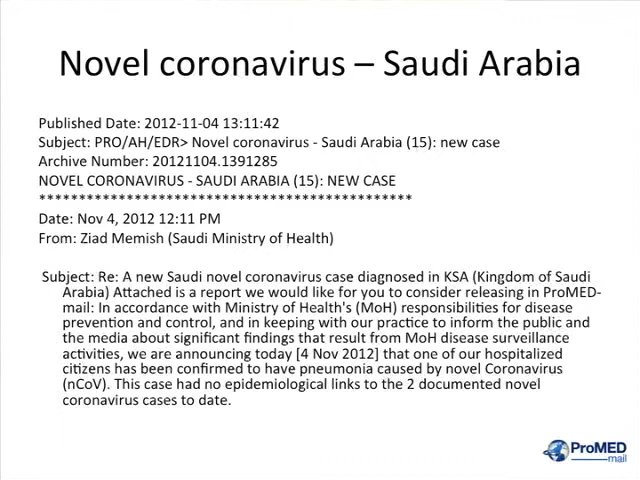 Novel coronavirus – Saudi Arabia
Published Date: 2012-11-04 13:11:42
Subject: PRO/AH/EDR> Novel coronavirus - Saudi Arabia (15): new case
Archive Number: 20121104.1391285
NOVEL CORONAVIRUS - SAUDI ARABIA (15): NEW CASE
***********************************************
Date: Nov 4, 2012 12:11 PM
From: Ziad Memish (Saudi Ministry of Health)
Subject: Re: A new Saudi novel coronavirus case diagnosed in KSA (Kingdom of Saudi
Arabia) Attached is a report we would like for you to consider releasing in ProMED-
mail: In accordance with Ministry of Health's (MoH) responsibilities for disease
prevention and control, and in keeping with our practice to inform the public and
the media about significant findings that result from MoH disease surveillance
activities, we are announcing today [4 Nov 2012] that one of our hospitalized
citizens has been confirmed to have pneumonia caused by novel Coronavirus
(nCoV). This case had no epidemiological links to the 2 documented novel
coronavirus cases to date.
ProMED
mail